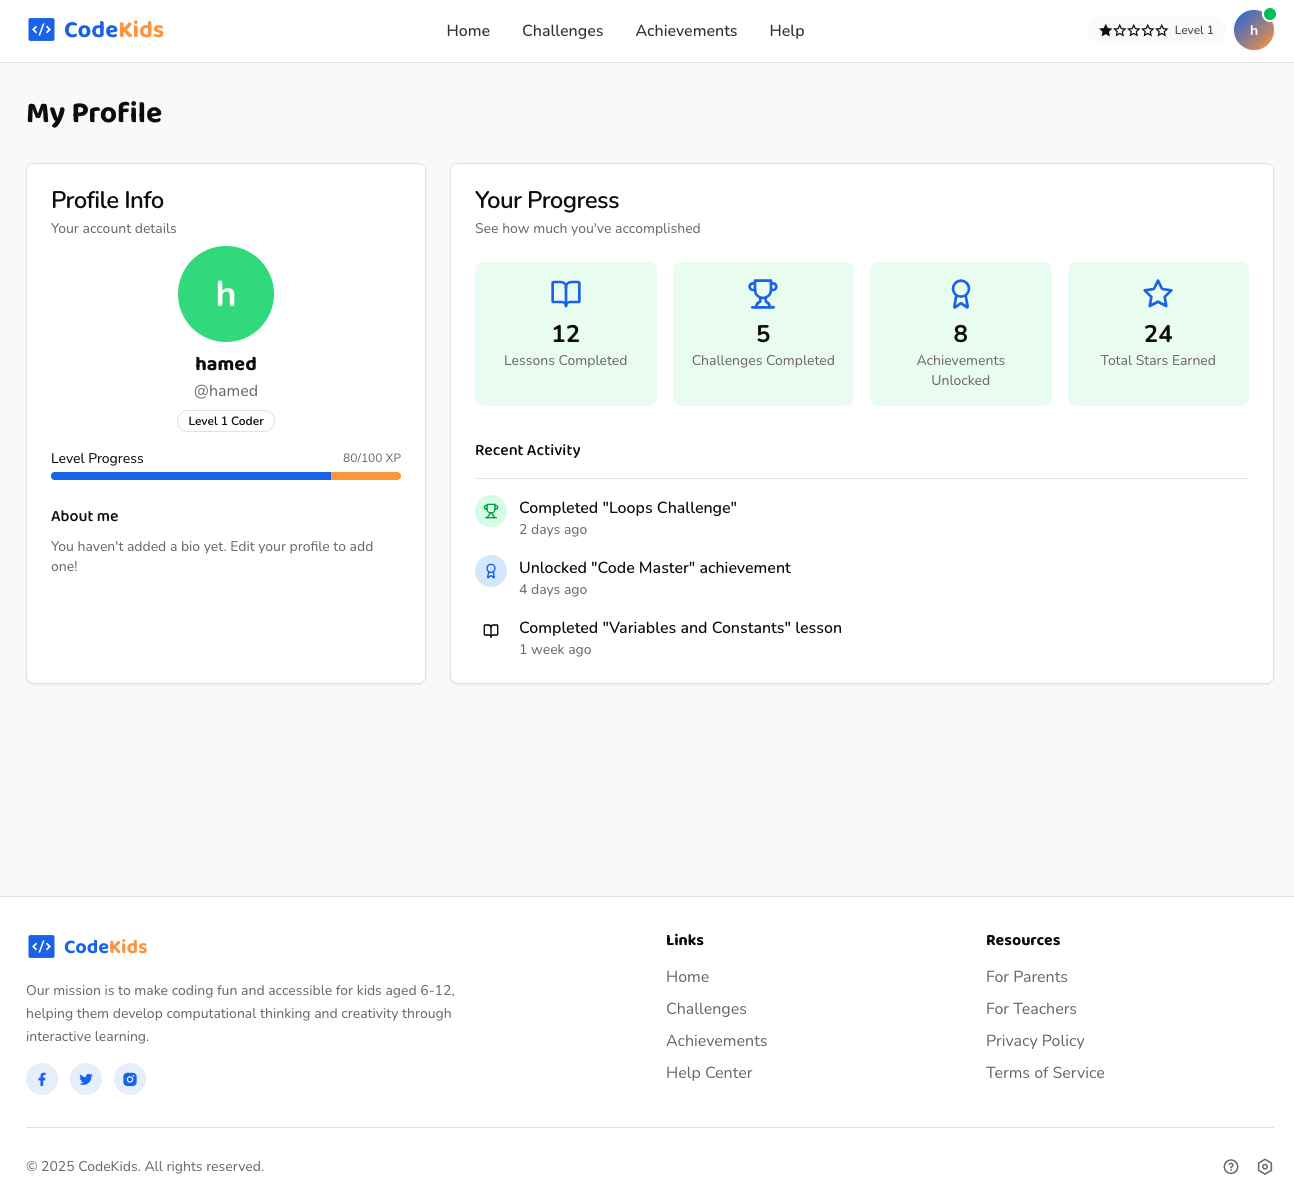 CodeKids
Home
Challenges
Achievements
Help
Level 1
h
My Profile
Profile Info
Your account details
h
hamed
@hamed
Level 1 Coder
Level Progress
80/100 XP
About me
You haven't added a bio yet. Edit your profile to add
one!
Your Progress
See how much you've accomplished
12
Lessons Completed
5
Challenges Completed
8
Achievements
Unlocked
24
Total Stars Earned
Recent Activity
Completed "Loops Challenge"
2 days ago
Unlocked "Code Master" achievement
4 days ago
Completed "Variables and Constants" lesson
1 week ago
CodeKids
Our mission is to make coding fun and accessible for kids aged 6-12,
helping them develop computational thinking and creativity through
interactive learning.
Links
Home
Challenges
Achievements
Help Center
Resources
For Parents
For Teachers
Privacy Policy
Terms of Service
© 2025 CodeKids. All rights reserved.